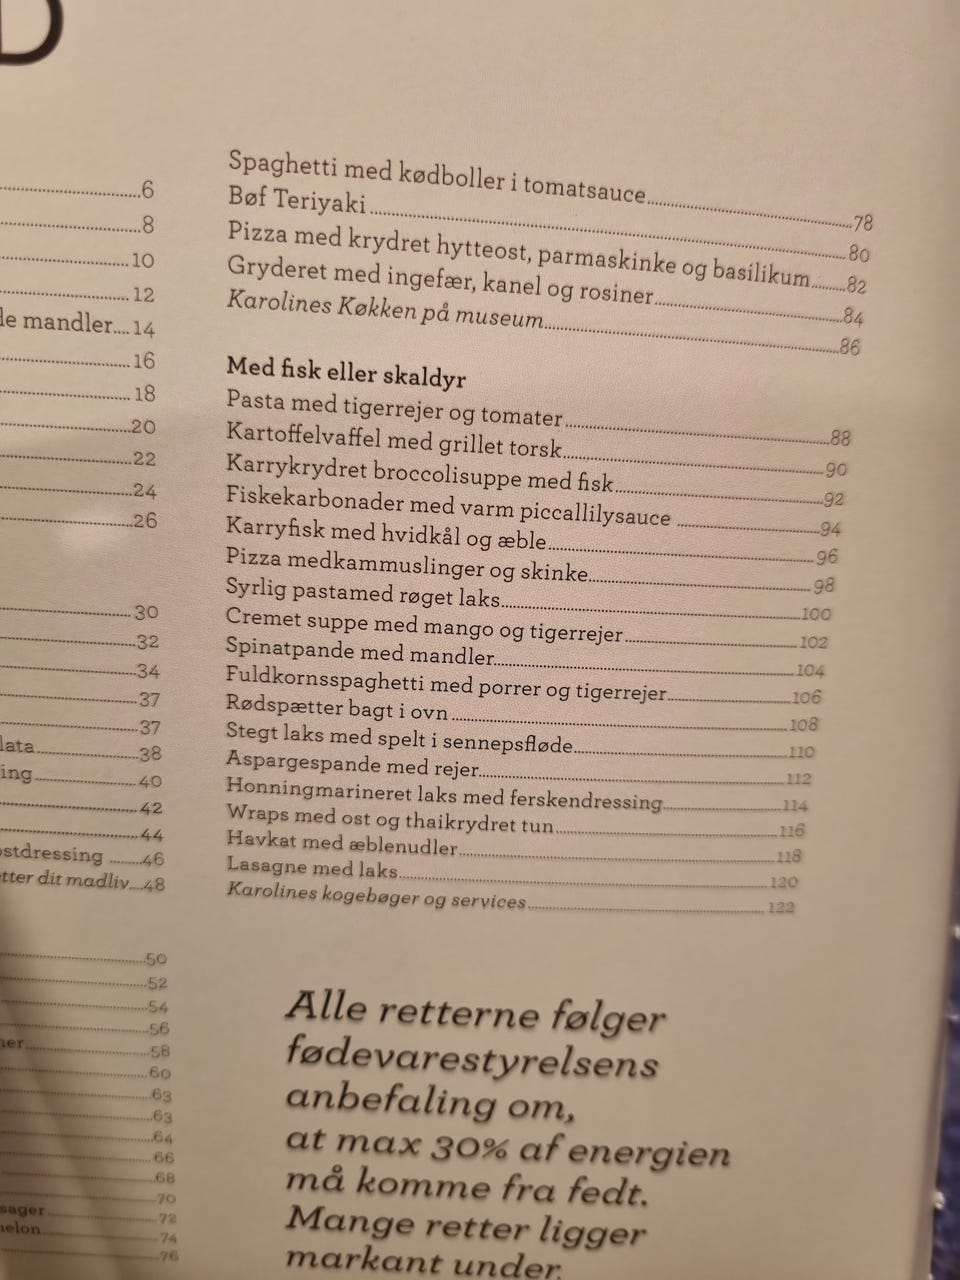 D
6
8
10
12
de mandler....14
16
18
20
22
24
26
30
32
34
37
37
lata 38
ing 40
42
44
ostdressing 46
tter dit madliv....48
50
52
54
56
ner 58
60
63
63
64
66
68
70
sager 72
nelon 74
76
Spaghetti med kødboller i tomatsauce 78
Bøf Teriyaki 80
Pizza med krydret hytteost, parmaskinke og basilikum 82
Gryderet med ingefær, kanel og rosiner 84
Karolines Køkken på museum 86
Med fisk eller skaldyr
Pasta med tigerrejer og tomater 88
Kartoffelvaffel med grillet torsk 90
Karrykrydret broccolisuppe med fisk 92
Fiskekarbonader med varm piccallilysauce 94
Karryfisk med hvidkål og æble 96
Pizza medkammuslinger og skinke 98
Syrlig pastamed røget laks 100
Cremet suppe med mango og tigerrejer 102
Spinatpande med mandler 104
Fuldkornsspaghetti med porrer og tigerrejer 106
Rødspætter bagt i ovn 108
Stegt laks med spelt i sennepsfløde 110
Aspargespande med rejer 112
Honningmarineret laks med ferskendressing 114
Wraps med ost og thaikrydret tun 116
Havkat med æblenudler 118
Lasagne med laks 120
Karolines kogebøger og services 122
Alle retterne følger
fødevarestyrelsens
anbefaling om,
at max 30% af energien
må komme fra fedt.
Mange retter ligger
markant under.